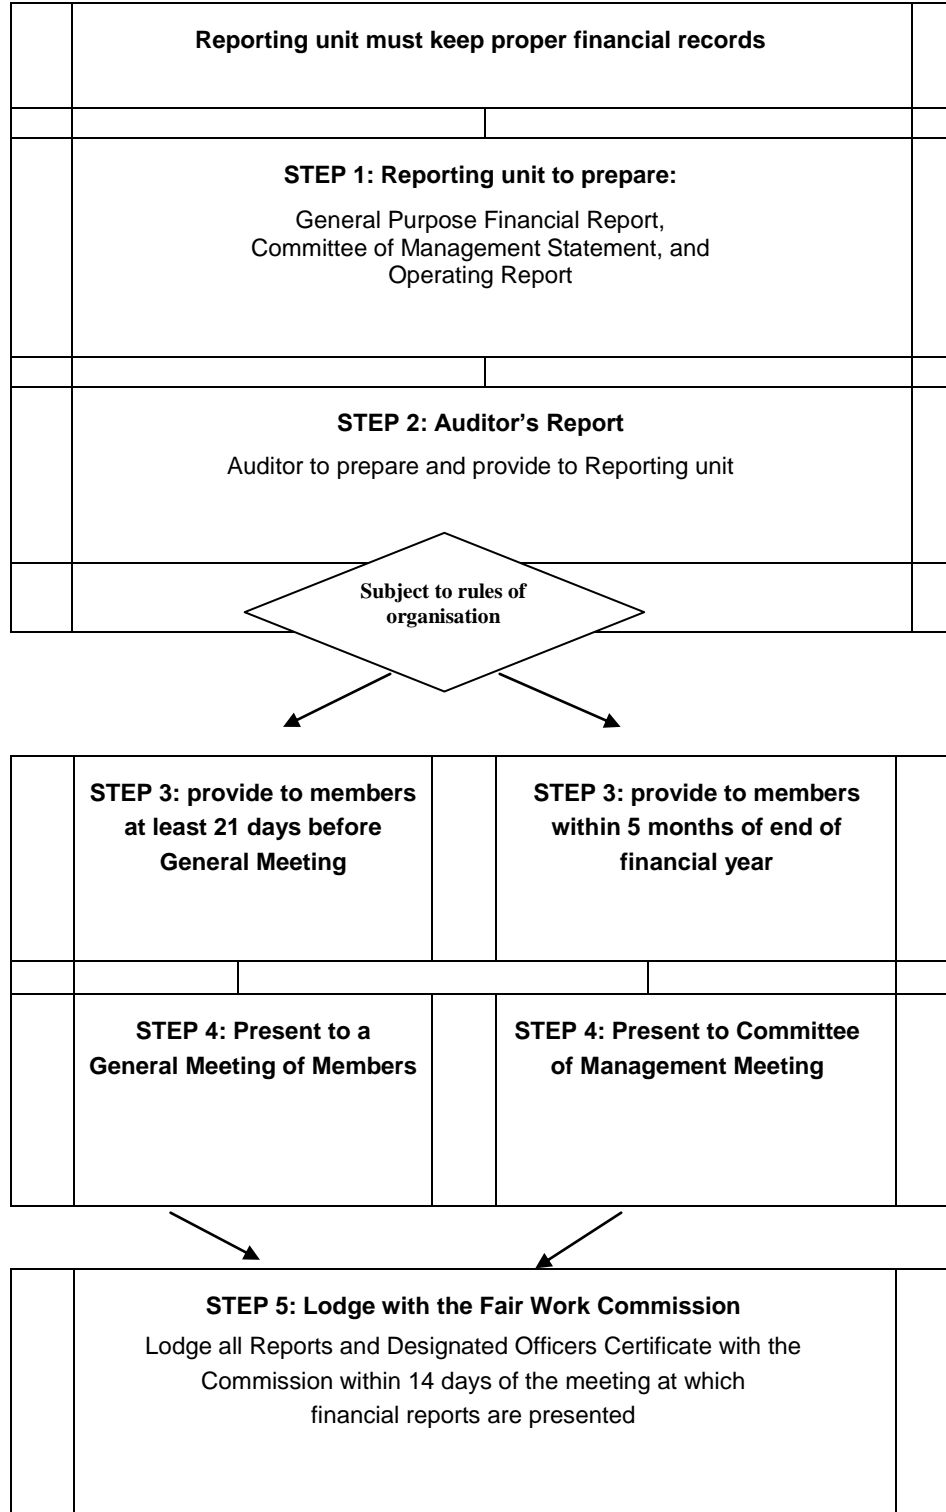 Reporting unit must keep proper financial records
STEP 1: Reporting unit to prepare:
General Purpose Financial Report,
Committee of Management Statement, and
Operating Report
STEP 2: Auditor’s Report
Auditor to prepare and provide to Reporting unit
Subject to rules of
organisation
STEP 3: provide to members
at least 21 days before
General Meeting
STEP 3: provide to members
within 5 months of end of
financial year
STEP 4: Present to a
General Meeting of Members
STEP 4: Present to Committee
of Management Meeting
STEP 5: Lodge with the Fair Work Commission
Lodge all Reports and Designated Officers Certificate with the
Commission within 14 days of the meeting at which
financial reports are presented